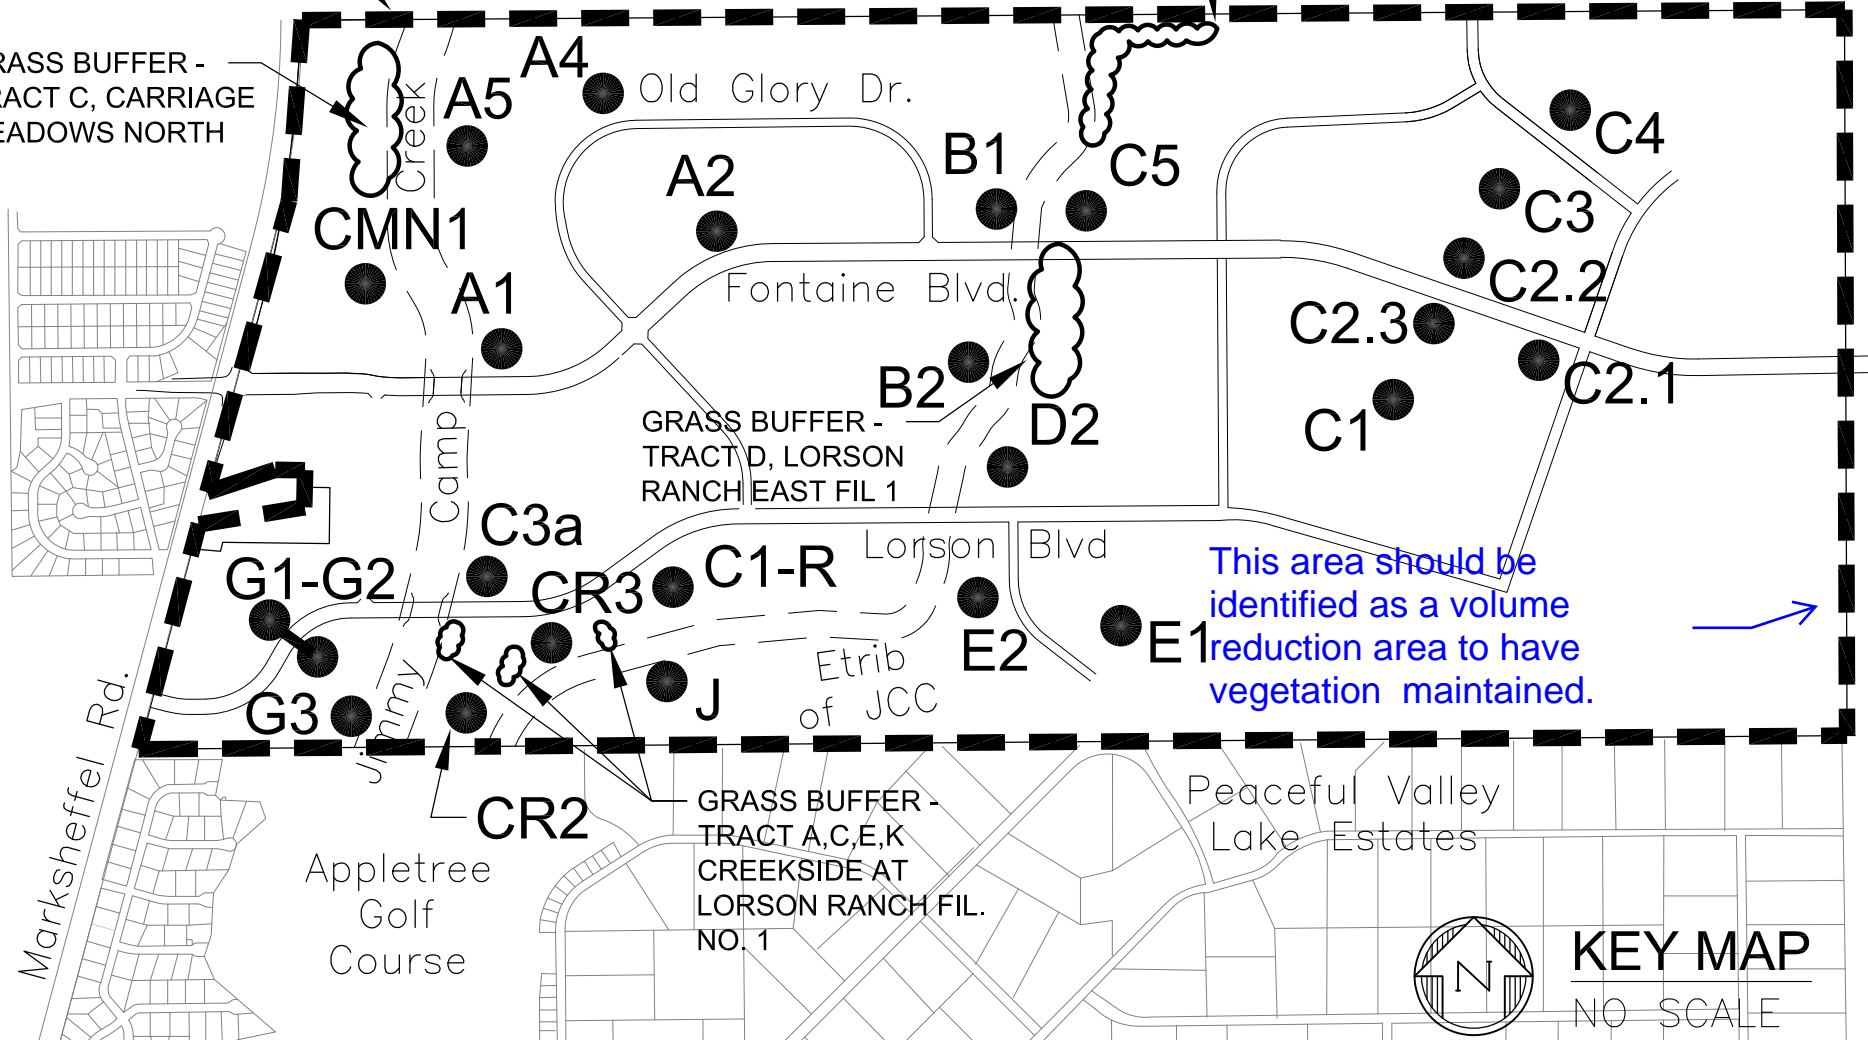 RASS BUFFER -
RACT C, CARRIAGE
EADOWS NORTH
A4
Old Glory Dr.
A5
Creek
A2
B1
C5
C4
C3
CMN1
A1
Fontaine Blvd.
C2.2
C2.3
C2.1
B2
C1
GRASS BUFFER -
TRACT D, LORSON
RANCH EAST FIL 1
D2
Camp
C3a
G1-G2
CR3
C1-R
Lorson Blvd
This area should be
identified as a volume
reduction area to have
vegetation maintained.
E2
E1
Etrib
of JCC
J
G3
Jimmy
CR2
Marksheffel Rd.
GRASS BUFFER -
TRACT A,C,E,K
CREEKSIDE AT
LORSON RANCH FIL.
NO. 1
Appletree
Golf
Course
Peaceful Valley
Lake Estates
N
KEY MAP
NO SCALE